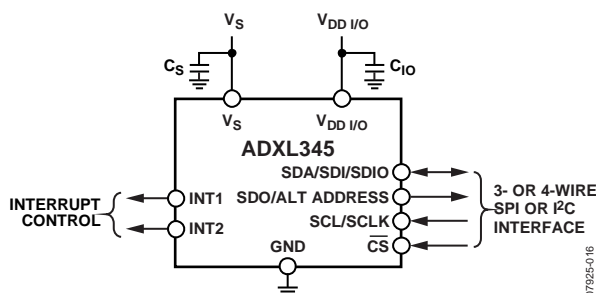 VS
VDD I/O
CS
CIO
VS
VDD I/O
ADXL345
SDA/SDI/SDIO
SDO/ALT ADDRESS
SCL/SCLK
CS
INT1
INT2
GND
INTERRUPT
CONTROL
3- OR 4-WIRE
SPI OR I2C
INTERFACE
07925-016